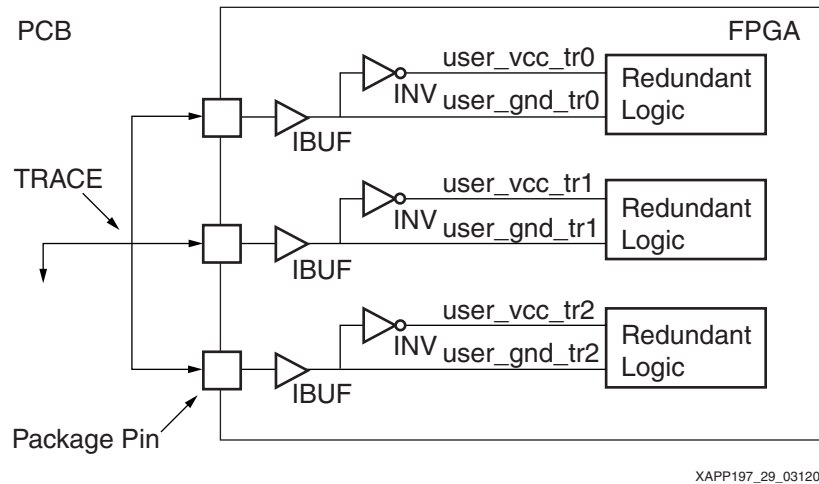 PCB
FPGA
user_vcc_tr0
INV
user_gnd_tr0
IBUF
Redundant
Logic
TRACE
user_vcc_tr1
INV
user_gnd_tr1
IBUF
Redundant
Logic
user_vcc_tr2
INV
user_gnd_tr2
IBUF
Redundant
Logic
Package Pin
XAPP197_29_03120